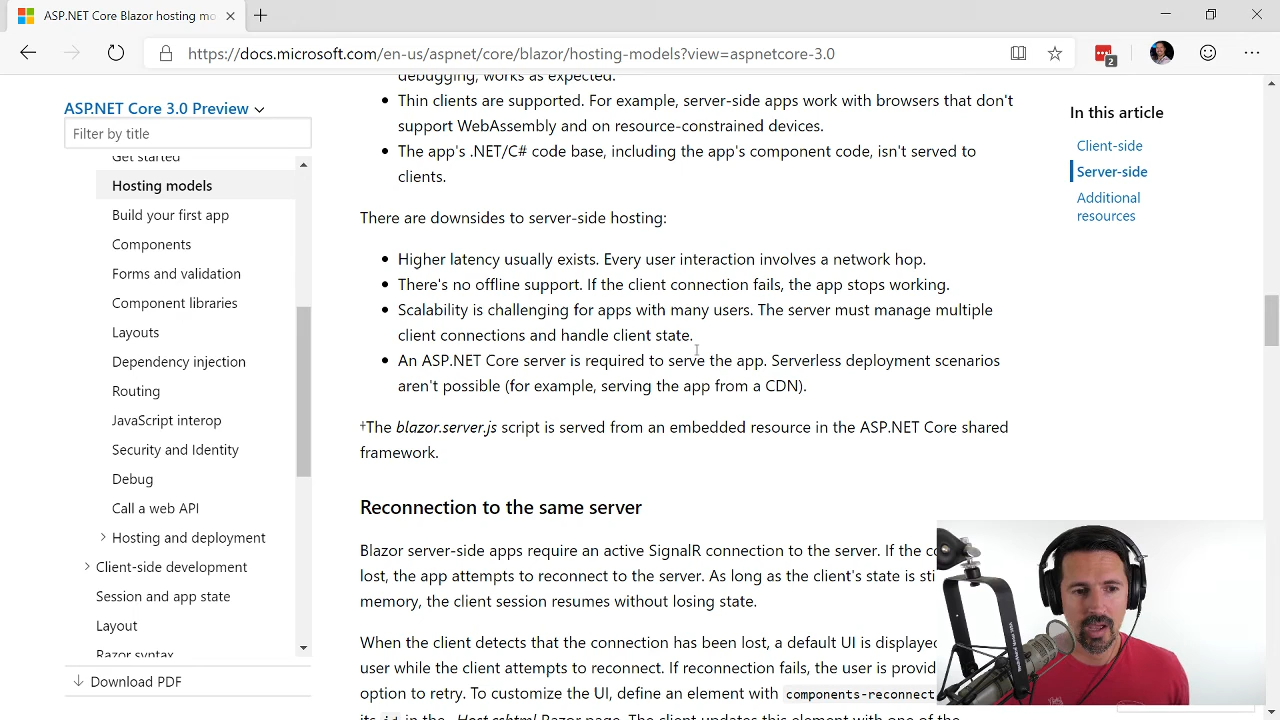 ASP.NET Core Blazor hosting mo
https://docs.microsoft.com/en-us/aspnet/core/blazor/hosting-models?view=aspnetcore-3.0
2
ASP.NET Core 3.0 Preview
Filter by title
Get started
Hosting models
Build your first app
Components
Forms and validation
Component libraries
Layouts
Dependency injection
Routing
JavaScript interop
Security and Identity
Debug
Call a web API
Hosting and deployment
Client-side development
Session and app state
Layout
Razor syntax
Download PDF
debugging, works as expected.
• Thin clients are supported. For example, server-side apps work with browsers that don't
support WebAssembly and on resource-constrained devices.
• The app's .NET/C# code base, including the app's component code, isn't served to
clients.
There are downsides to server-side hosting:
• Higher latency usually exists. Every user interaction involves a network hop.
• There's no offline support. If the client connection fails, the app stops working.
• Scalability is challenging for apps with many users. The server must manage multiple
client connections and handle client state.
• An ASP.NET Core server is required to serve the app. Serverless deployment scenarios
aren't possible (for example, serving the app from a CDN).
†The blazor.server.js script is served from an embedded resource in the ASP.NET Core shared
framework.
Reconnection to the same server
Blazor server-side apps require an active SignalR connection to the server. If the co
lost, the app attempts to reconnect to the server. As long as the client's state is sti
memory, the client session resumes without losing state.
When the client detects that the connection has been lost, a default UI is displayed
user while the client attempts to reconnect. If reconnection fails, the user is provid
option to retry. To customize the UI, define an element with components-reconnect
its id in the _Host.cshtml Razor page. The client updates this element with one of the
In this article
Client-side
Server-side
Additional
resources